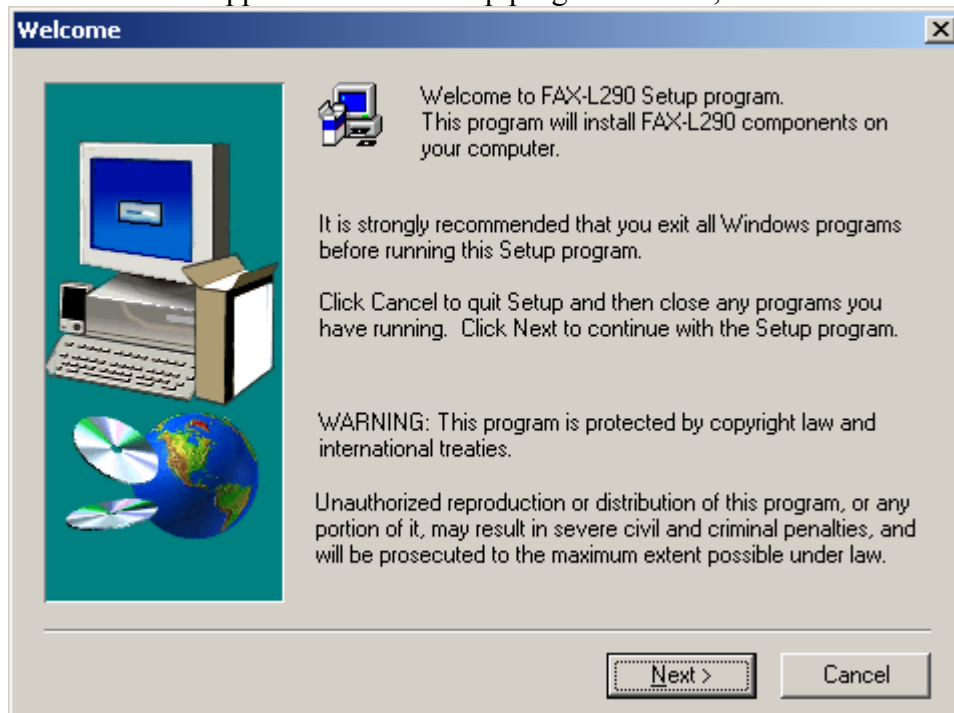 Welcome
Welcome to FAX-L290 Setup program.
This program will install FAX-L290 components on
your computer.
It is strongly recommended that you exit all Windows programs
before running this Setup program.
Click Cancel to quit Setup and then close any programs you
have running. Click Next to continue with the Setup program.
WARNING: This program is protected by copyright law and
international treaties.
Unauthorized reproduction or distribution of this program, or any
portion of it, may result in severe civil and criminal penalties, and
will be prosecuted to the maximum extent possible under law.
Next >
Cancel